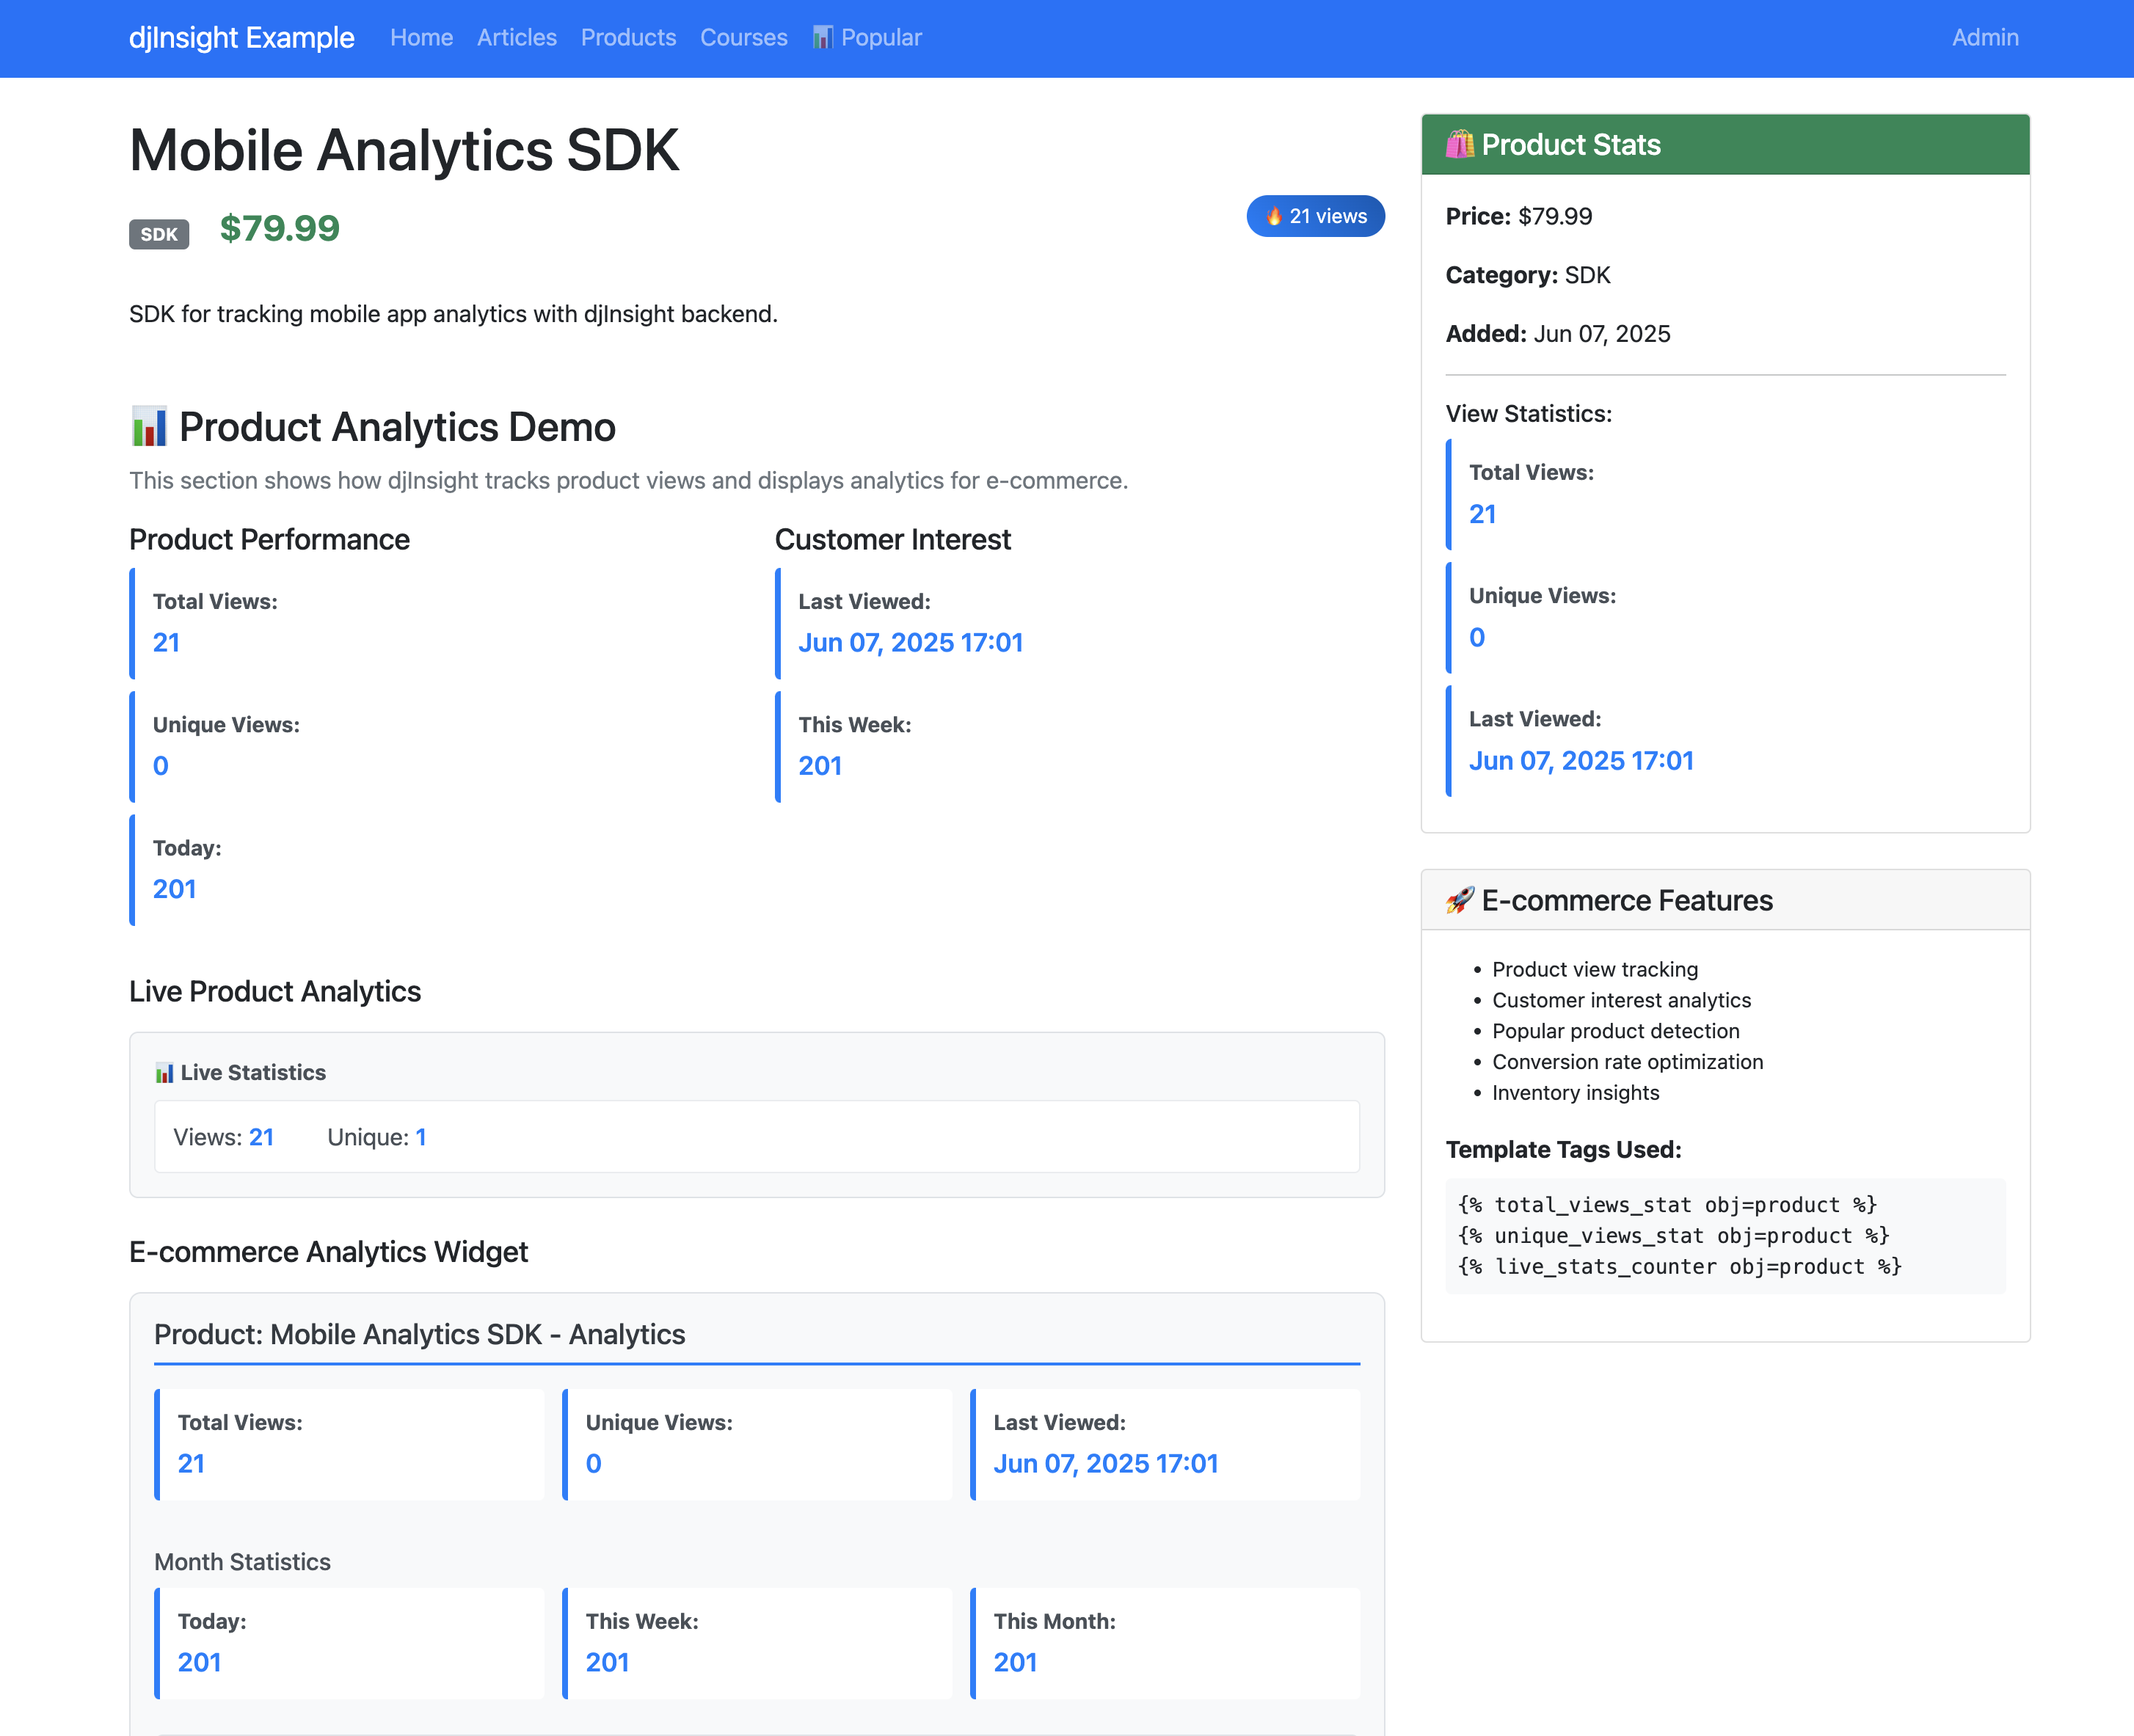 djInsight Example Home Articles Products Courses 📊 Popular Admin
Mobile Analytics SDK
SDK $79.99
🔥 21 views
SDK for tracking mobile app analytics with djInsight backend.
📊 Product Analytics Demo
This section shows how djInsight tracks product views and displays analytics for e-commerce.
Product Performance
Total Views:
21
Unique Views:
0
Today:
201
Customer Interest
Last Viewed:
Jun 07, 2025 17:01
This Week:
201
Live Product Analytics
📊 Live Statistics
Views: 21 Unique: 1
E-commerce Analytics Widget
Product: Mobile Analytics SDK - Analytics
Total Views:
21
Unique Views:
0
Last Viewed:
Jun 07, 2025 17:01
Month Statistics
Today:
201
This Week:
201
This Month:
201
🛍️ Product Stats
Price: $79.99
Category: SDK
Added: Jun 07, 2025
View Statistics:
Total Views:
21
Unique Views:
0
Last Viewed:
Jun 07, 2025 17:01
🚀 E-commerce Features
• Product view tracking
• Customer interest analytics
• Popular product detection
• Conversion rate optimization
• Inventory insights
Template Tags Used:
{% total_views_stat obj=product %}
{% unique_views_stat obj=product %}
{% live_stats_counter obj=product %}